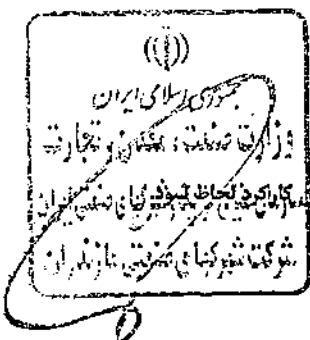 جمهوری اسلامی ایران
وزارت صنعت، معدن و تجارت
شرکت شهرکهای صنعتی مازندران